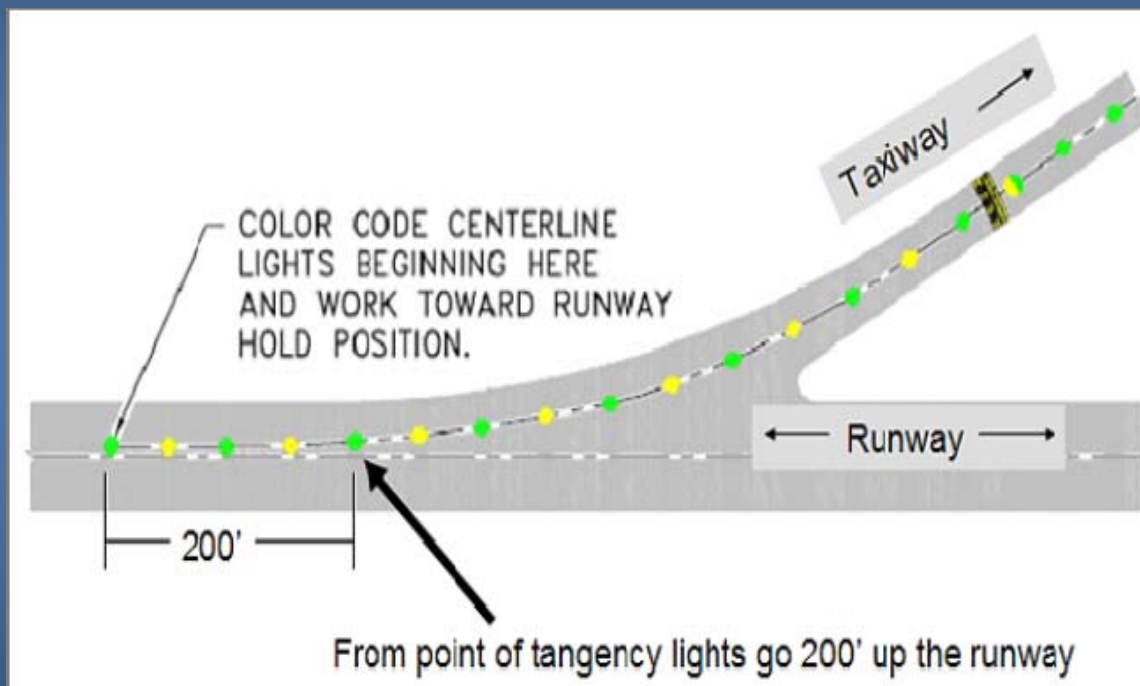 Taxiway
COLOR CODE CENTERLINE
LIGHTS BEGINNING HERE
AND WORK TOWARD RUNWAY
HOLD POSITION.
Runway
200'
From point of tangency lights go 200' up the runway